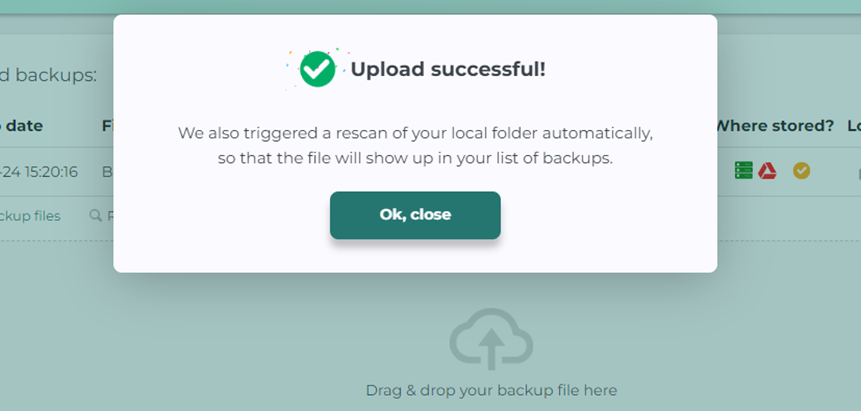 Upload successful!
d backups:
date
Where stored?
We also triggered a rescan of your local folder automatically,
so that the file will show up in your list of backups.
-24 15:20:16
B
Ok, close
ckup files
Drag & drop your backup file here